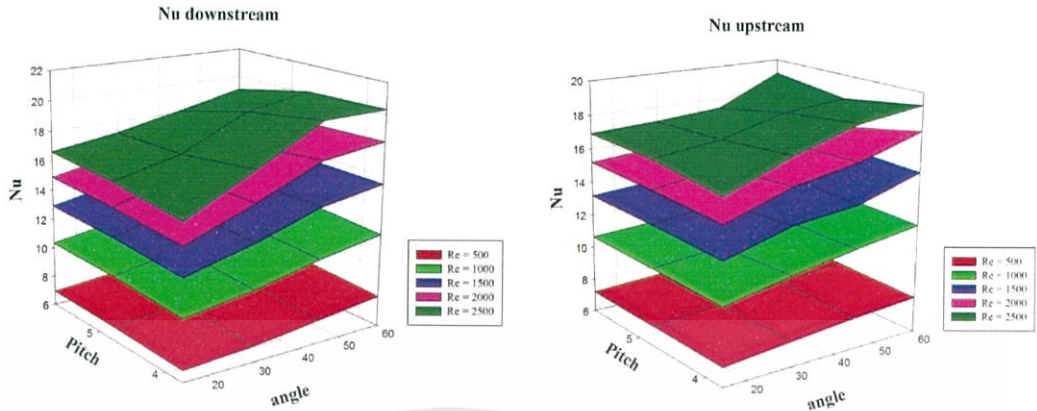 Nu downstream
22
20
18
16
14
12
10
8
6
Nu
5
4
Pitch
20
30
40
50
60
angle
Re = 500
Re = 1000
Re = 1500
Re = 2000
Re = 2500
Nu upstream
20
18
16
14
12
10
8
6
Nu
5
4
Pitch
20
30
40
50
60
angle
Re = 500
Re = 1000
Re = 1500
Re = 2000
Re = 2500